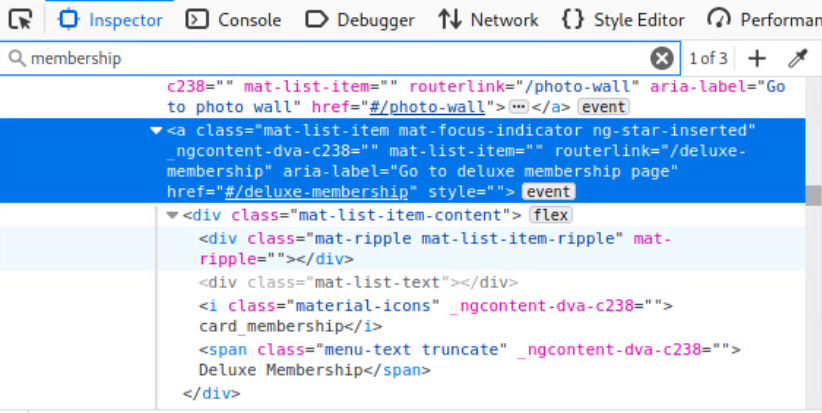 Inspector Console Debugger Network Style Editor Performan
membership 1 of 3
c238="" mat-list-item="" routerlink="/photo-wall" aria-label="Go
to photo wall" href="#/photo-wall">⋯</a> event
<a class="mat-list-item mat-focus-indicator ng-star-inserted"
_ngcontent-dva-c238="" mat-list-item="" routerlink="/deluxe-
membership" aria-label="Go to deluxe membership page"
href="#/deluxe-membership" style=""> event
<div class="mat-list-item-content"> flex
<div class="mat-ripple mat-list-item-ripple" mat-
ripple=""></div>
<div class="mat-list-text"></div>
<i class="material-icons" _ngcontent-dva-c238="">
card_membership</i>
<span class="menu-text truncate" _ngcontent-dva-c238="">
Deluxe Membership</span>
</div>